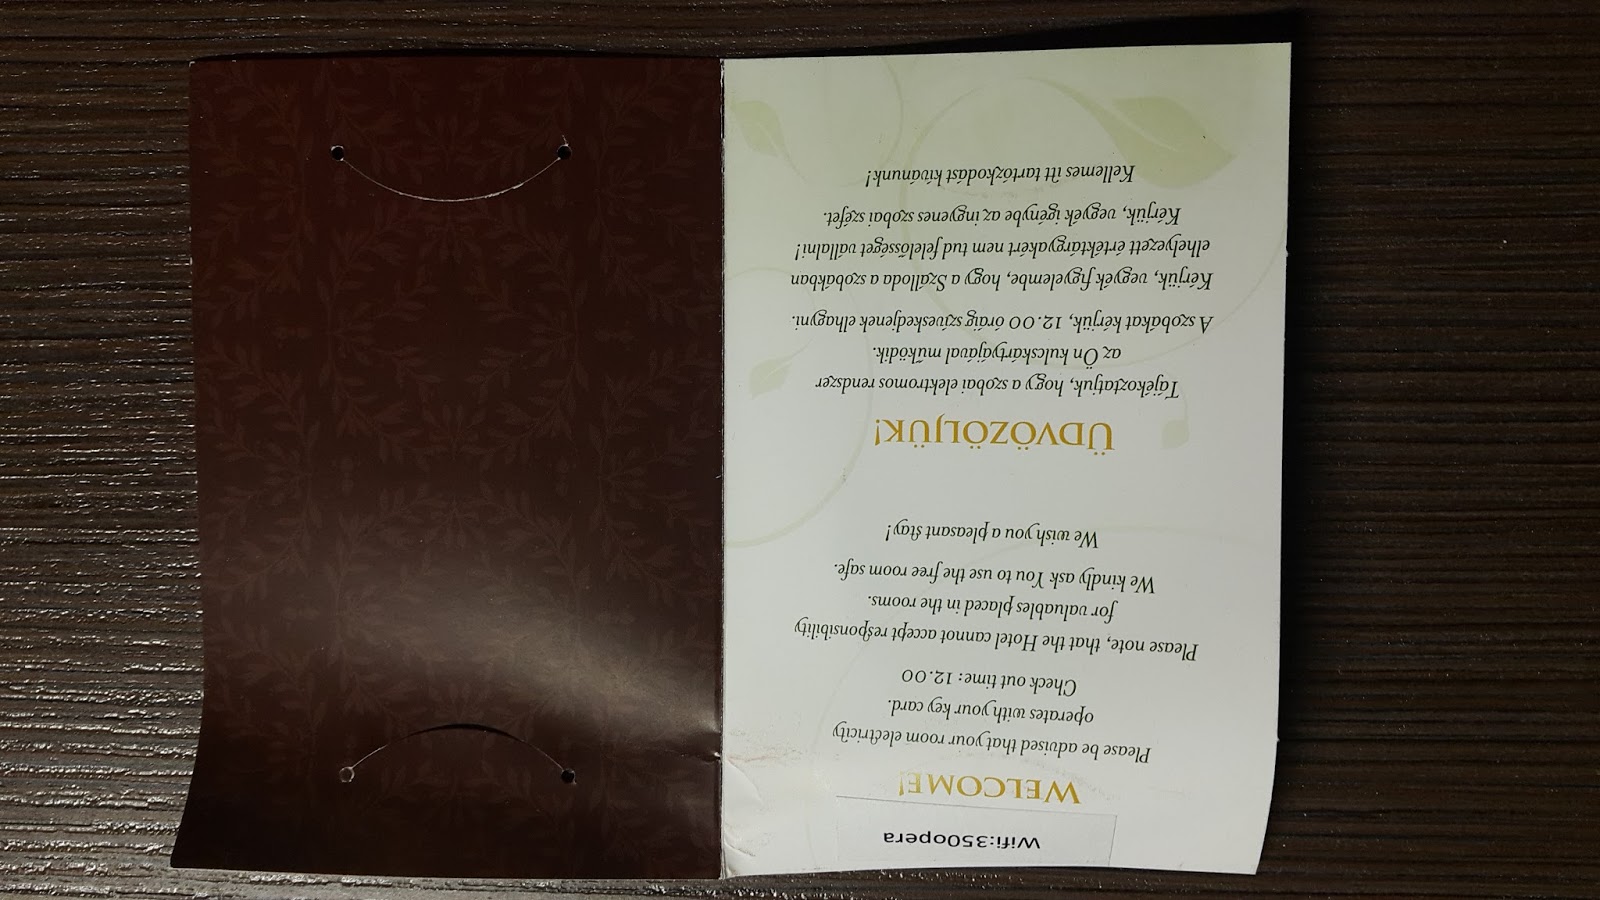 Wifi:350opera
WELCOME!
Please be advised that your room electricity
operates with your key card.
Check out time: 12.00
Please note, that the Hotel cannot accept responsibility
for valuables placed in the rooms.
We kindly ask You to use the free room safe.
We wish you a pleasant stay!
ÜDVÖZÖLJÜK!
Tájékoztatjuk, hogy a szobai elektromos rendszer
az Ön kulcskártyájával működik.
A szobákat kérjük, 12.00 óráig szíveskedjenek elhagyni.
Kérjük, vegyék figyelembe, hogy a Szálloda a szobákban
elhelyezett értéktárgyakért nem tud felelősséget vállalni!
Kérjük, vegyék igénybe az ingyenes szobai széfet.
Kellemes itt tartózkodást kívánunk!